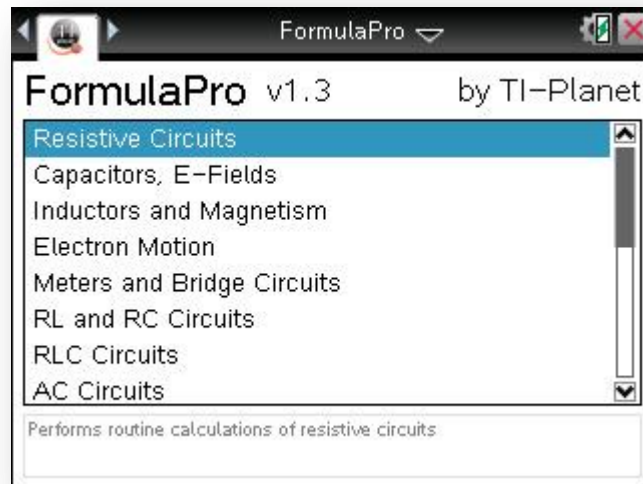 FormulaPro
FormulaPro v1.3 by TI-Planet
Resistive Circuits
Capacitors, E-Fields
Inductors and Magnetism
Electron Motion
Meters and Bridge Circuits
RL and RC Circuits
RLC Circuits
AC Circuits
Performs routine calculations of resistive circuits